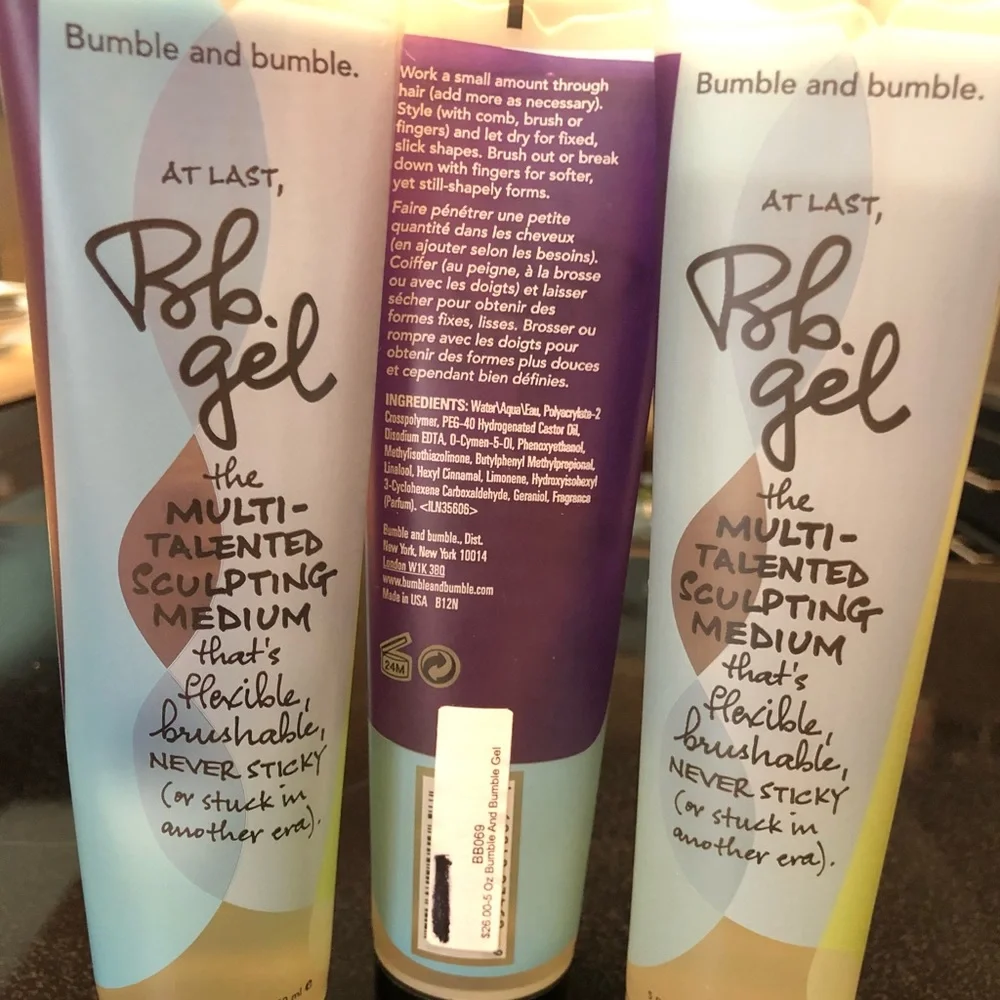 Bumble and bumble.
AT LAST,
Bb.
gel
the
MULTI-
TALENTED
SCULPTING
MEDIUM
that's
flexible,
brushable,
NEVER STICKY
(or stuck in
another era).
ml e
Work a small amount through
hair (add more as necessary).
Style (with comb, brush or
fingers) and let dry for fixed,
slick shapes. Brush out or break
down with fingers for softer,
yet still-shapely forms.
Faire pénétrer une petite
quantité dans les cheveux
(en ajouter selon les besoins).
Coiffer (au peigne, à la brosse
ou avec les doigts) et laisser
sécher pour obtenir des
formes fixes, lisses. Brosser ou
rompre avec les doigts pour
obtenir des formes plus douces
et cependant bien définies.
INGREDIENTS: Water\Aqua\Eau, Polyacrylate-2
Crosspolymer, PEG-40 Hydrogenated Castor Oil,
Disodium EDTA, O-Cymen-5-Ol, Phenoxyethanol,
Methylisothiazolinone, Butylphenyl Methylpropional,
Linalool, Hexyl Cinnamal, Limonene, Hydroxyisohexyl
3-Cyclohexene Carboxaldehyde, Geraniol, Fragrance
(Parfum). <ILN35606>
Bumble and bumble., Dist.
New York, New York 10014
London W1K 3BQ
www.bumbleandbumble.com
Made in USA B12N
24M
BB069
$26.00-5 Oz Bumble And Bumble Gel
Bumble and bumble.
AT LAST,
Bb.
gel
the
MULTI-
TALENTED
SCULPTING
MEDIUM
that's
flexible,
brushable,
NEVER STICKY
(or stuck in
another era).